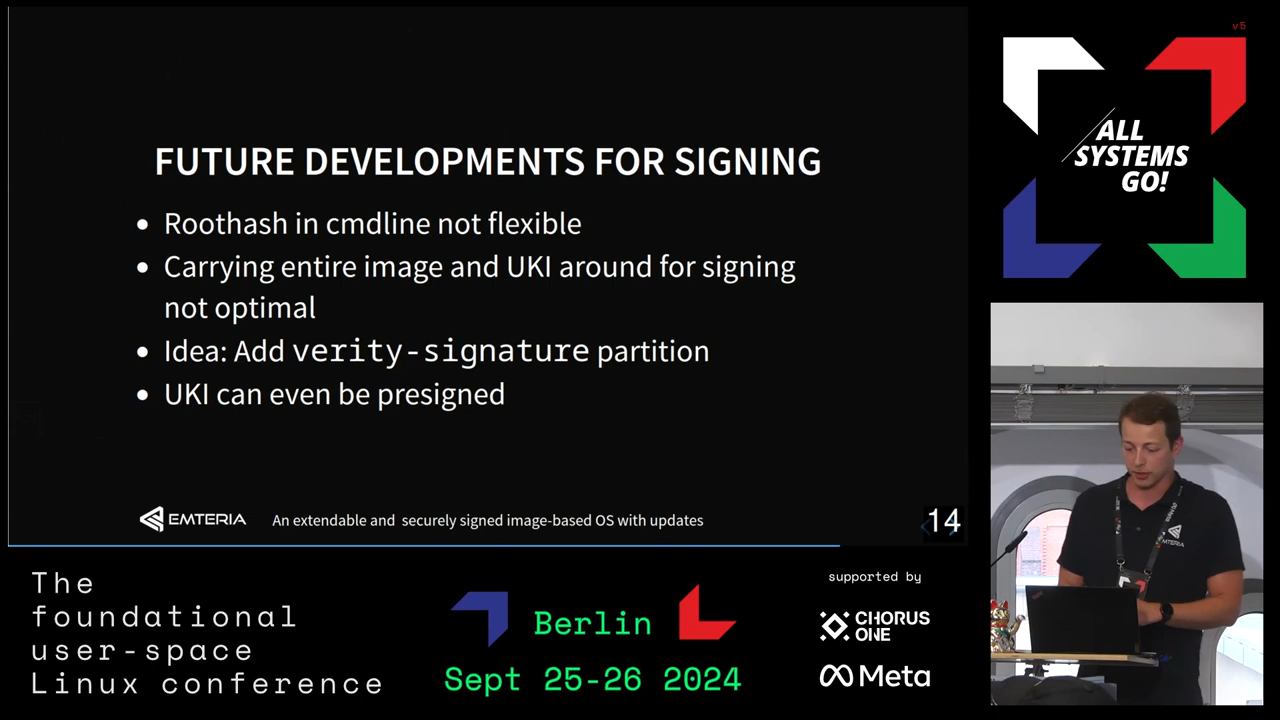 FUTURE DEVELOPMENTS FOR SIGNING
Roothash in cmdline not flexible
Carrying entire image and UKI around for signing
not optimal
Idea: Add verity-signature partition
UKI can even be presigned
EMTERIA
An extendable and securely signed image-based OS with updates
14
v5
ALL
SYSTEMS
GO!
EMTERIA
The
foundational
user-space
Linux conference
Berlin
Sept 25-26 2024
supported by
CHORUS
ONE
Meta